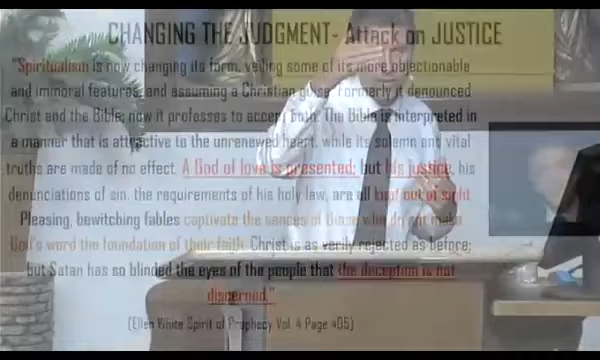 CHANGING THE JUDGMENT- Attack on JUSTICE
"Spiritualism is now changing its form, veiling some of its more objectionable
and immoral features, and assuming a Christian guise. Formerly it denounced
Christ and the Bible; now it professes to accept both. The Bible is interpreted in
a manner that is attractive to the unrenewed heart, while its solemn and vital
truths are made of no effect. A God of love is presented; but his justice, his
denunciations of sin, the requirements of his holy law, are all kept out of sight.
Pleasing, bewitching fables captivate the senses of those who do not make
God's word the foundation of their faith. Christ is as verily rejected as before;
but Satan has so blinded the eyes of the people that the deception is not
discerned."
(Ellen White Spirit of Prophecy Vol. 4 Page 405)